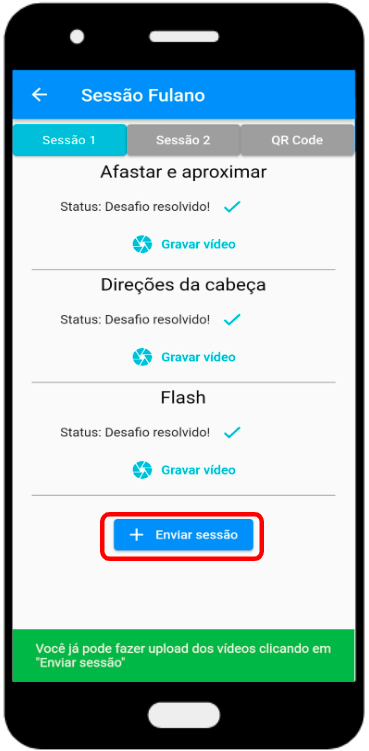 Sessão Fulano
Sessão 1
Sessão 2
QR Code
Afastar e aproximar
Status: Desafio resolvido!
Gravar vídeo
Direções da cabeça
Status: Desafio resolvido!
Gravar vídeo
Flash
Status: Desafio resolvido!
Gravar vídeo
Enviar sessão
Você já pode fazer upload dos vídeos clicando em
"Enviar sessão"